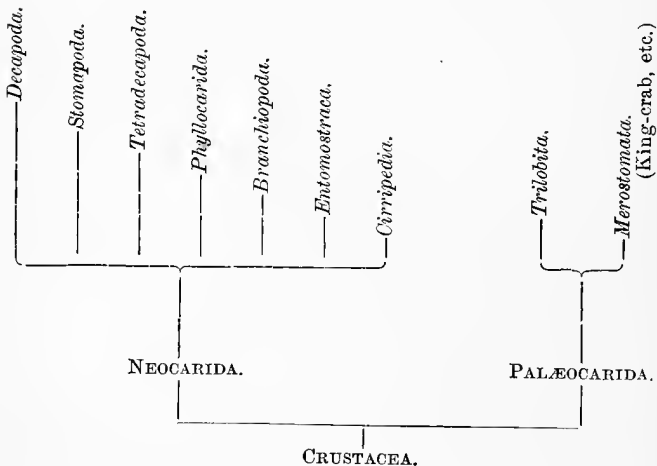 Decapoda.
Stomapoda.
Tetradecapoda.
Phyllocarida.
Branchiopoda.
Entomostraca.
Cirripedia.
Trilobita.
Merostomata.
(King-crab, etc.)
NEOCARIDA.
PALÆOCARIDA.
CRUSTACEA.